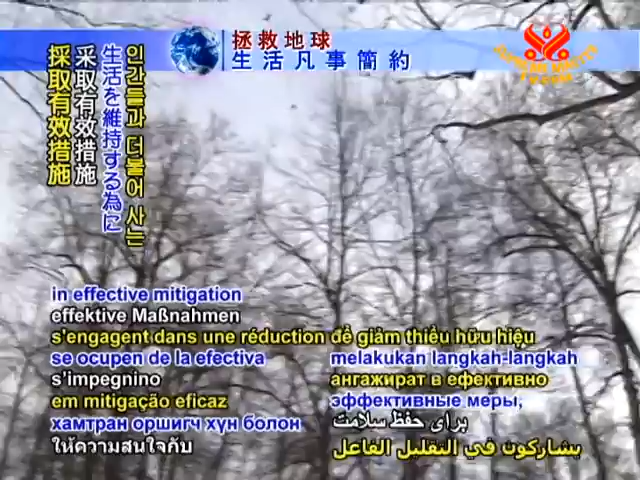 拯救地球
生活凡事簡約
SUPREME MASTER
TV.COM
인간들과 더불어 사는
生活を維持する為に
采取有效措施
採取有效措施
in effective mitigation
effektive Maßnahmen
s'engagent dans une réduction
để giảm thiểu hữu hiệu
se ocupen de la efectiva
melakukan langkah-langkah
s'impegnino
ангажират в ефективно
em mitigação eficaz
эффективные меры,
хамтран оршигч хүн болон
برای حفظ سلامت
ให้ความสนใจกับ
يشاركون في التقليل الفاعل